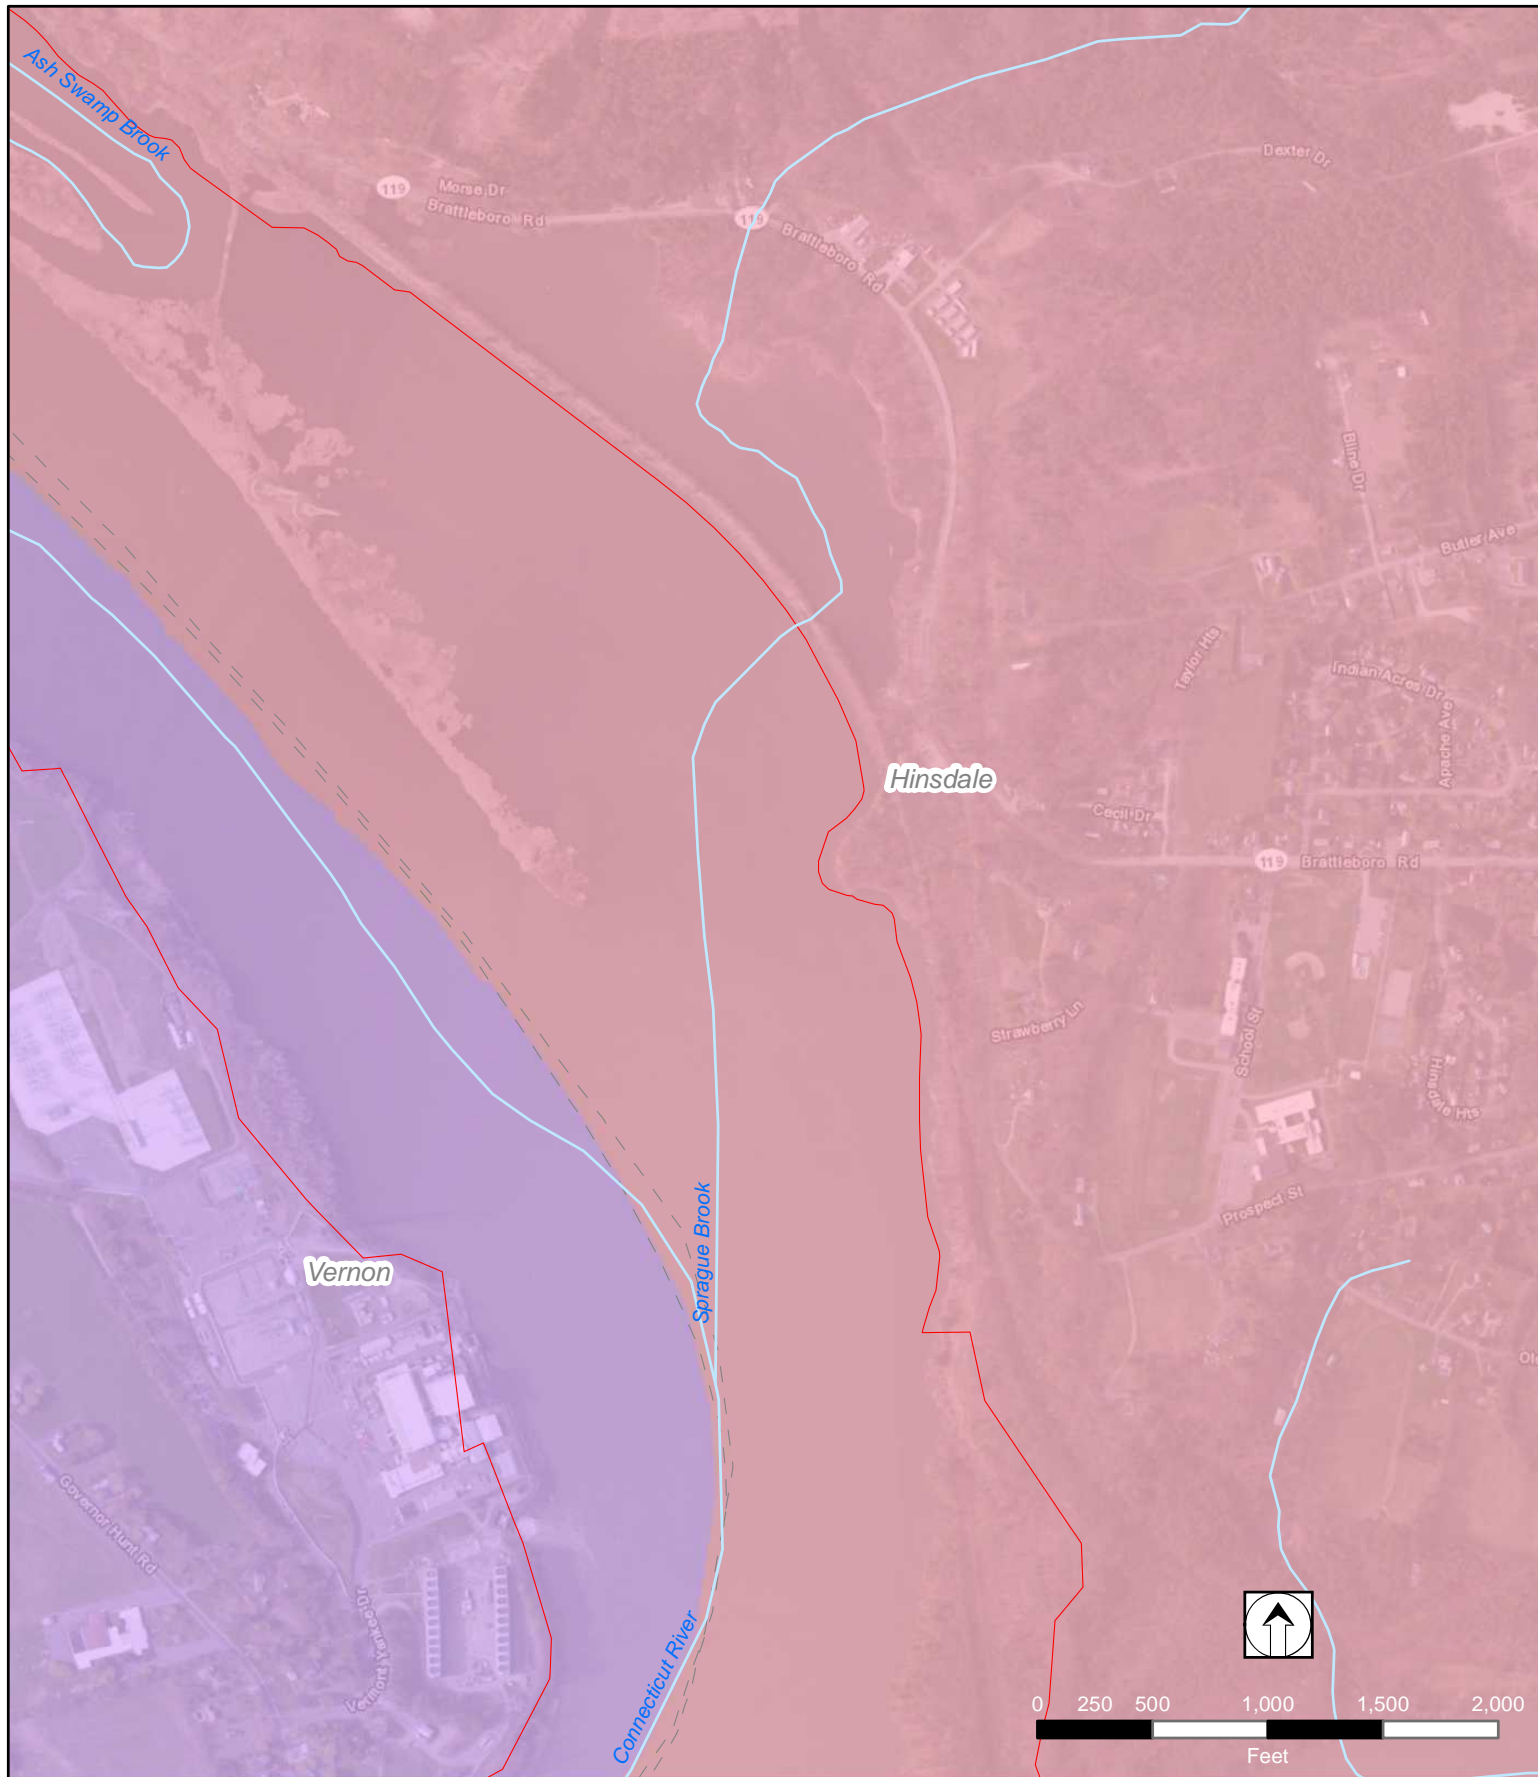 Ash Swamp Brook
Dexter Dr
119
Morse Dr
Brattleboro Rd
119
Brattleboro Rd
Bline Dr
Butler Ave
Taylor Hts
Indian Acres Dr
Apache Ave
Hinsdale
Cecil Dr
119
Brattleboro Rd
Strawberry Ln
School St
Hinsdale Hts
Prospect St
Sprague Brook
Vernon
Governor Hunt Rd
Vermont Yankee Dr
Connecticut River
0 250 500 1,000 1,500 2,000
Feet